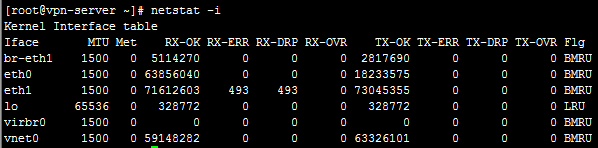 [root@vpn-server ~]# netstat -i
Kernel Interface table
Iface MTU Met RX-OK RX-ERR RX-DRP RX-OVR TX-OK TX-ERR TX-DRP TX-OVR Flg
br-eth1 1500 0 5114270 0 0 0 2817690 0 0 0 BMRU
eth0 1500 0 63856040 0 0 0 18233575 0 0 0 BMRU
eth1 1500 0 71612603 493 493 0 73045355 0 0 0 BMRU
lo 65536 0 328772 0 0 0 328772 0 0 0 LRU
virbr0 1500 0 0 0 0 0 0 0 0 0 BMRU
vnet0 1500 0 59148282 0 0 0 63326101 0 0 0 BMRU